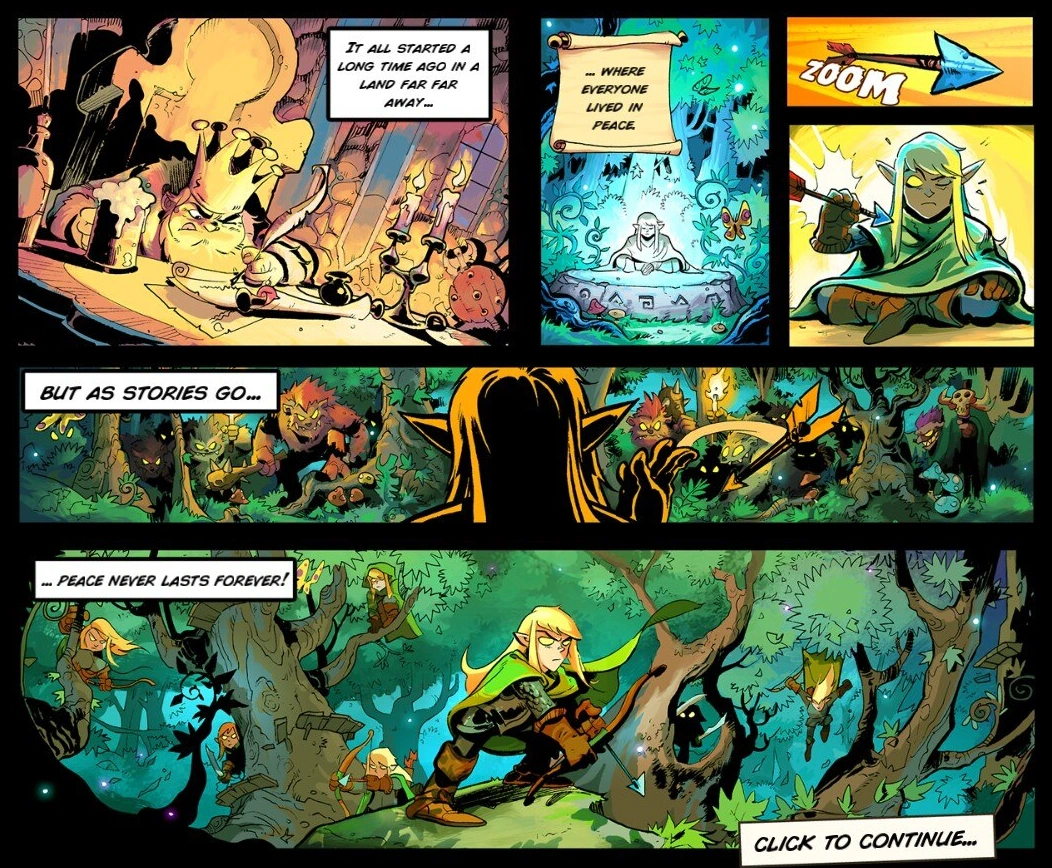 IT ALL STARTED A
LONG TIME AGO IN A
LAND FAR FAR
AWAY...
... WHERE
EVERYONE
LIVED IN
PEACE.
ZOOM
BUT AS STORIES GO...
... PEACE NEVER LASTS FOREVER!
CLICK TO CONTINUE...